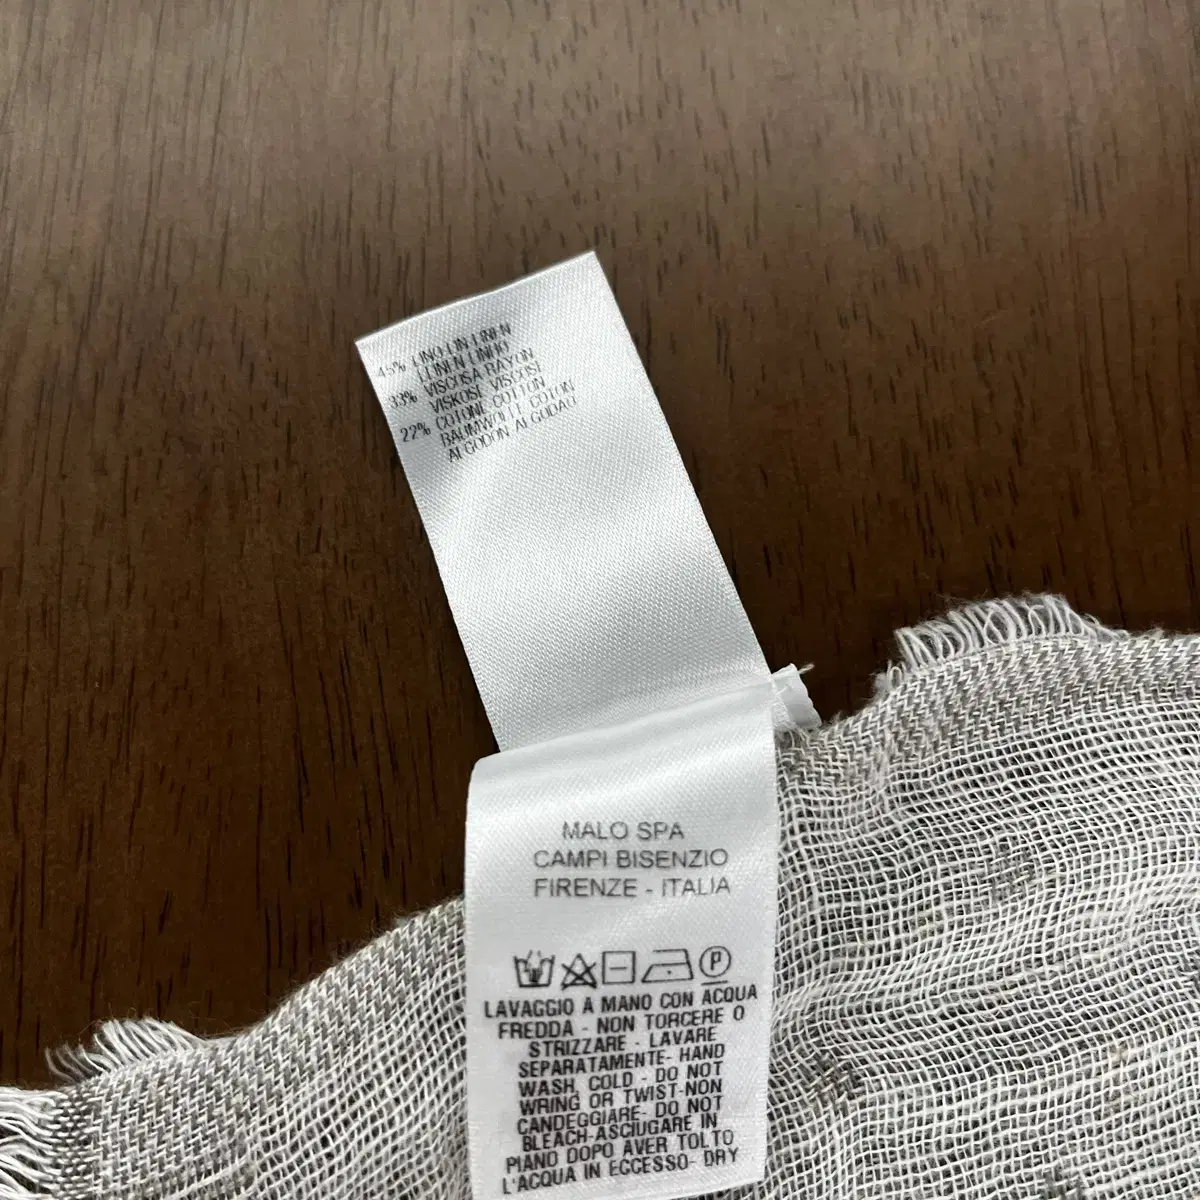 45% LINO LIN LINEN
LEINEN LINHO
33% VISCOSA RAYON
VISKOSE VISCOSE
22% COTONE COTTON
BAUMWOLLE COTON
ALGODON ALGODAO
MALO SPA
CAMPI BISENZIO
FIRENZE - ITALIA
P
LAVAGGIO A MANO CON ACQUA
FREDDA - NON TORCERE O
STRIZZARE - LAVARE
SEPARATAMENTE- HAND
WASH, COLD - DO NOT
WRING OR TWIST-NON
CANDEGGIARE- DO NOT
BLEACH-ASCIUGARE IN
PIANO DOPO AVER TOLTO
L'ACQUA IN ECCESSO- DRY